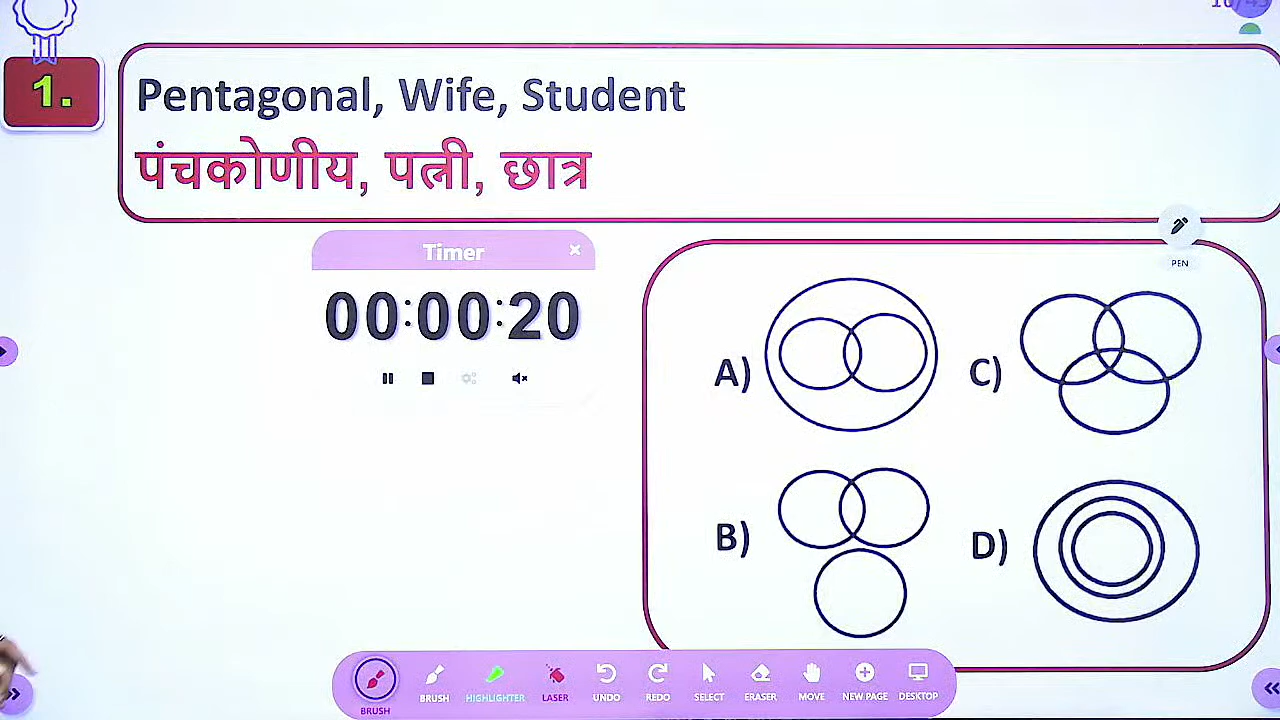 1.
Pentagonal, Wife, Student
पंचकोणीय, पत्नी, छात्र
Timer
00:00:20
PEN
A)
C)
B)
D)
BRUSH
BRUSH
HIGHLIGHTER
LASER
UNDO
REDO
SELECT
ERASER
MOVE
NEW PAGE
DESKTOP